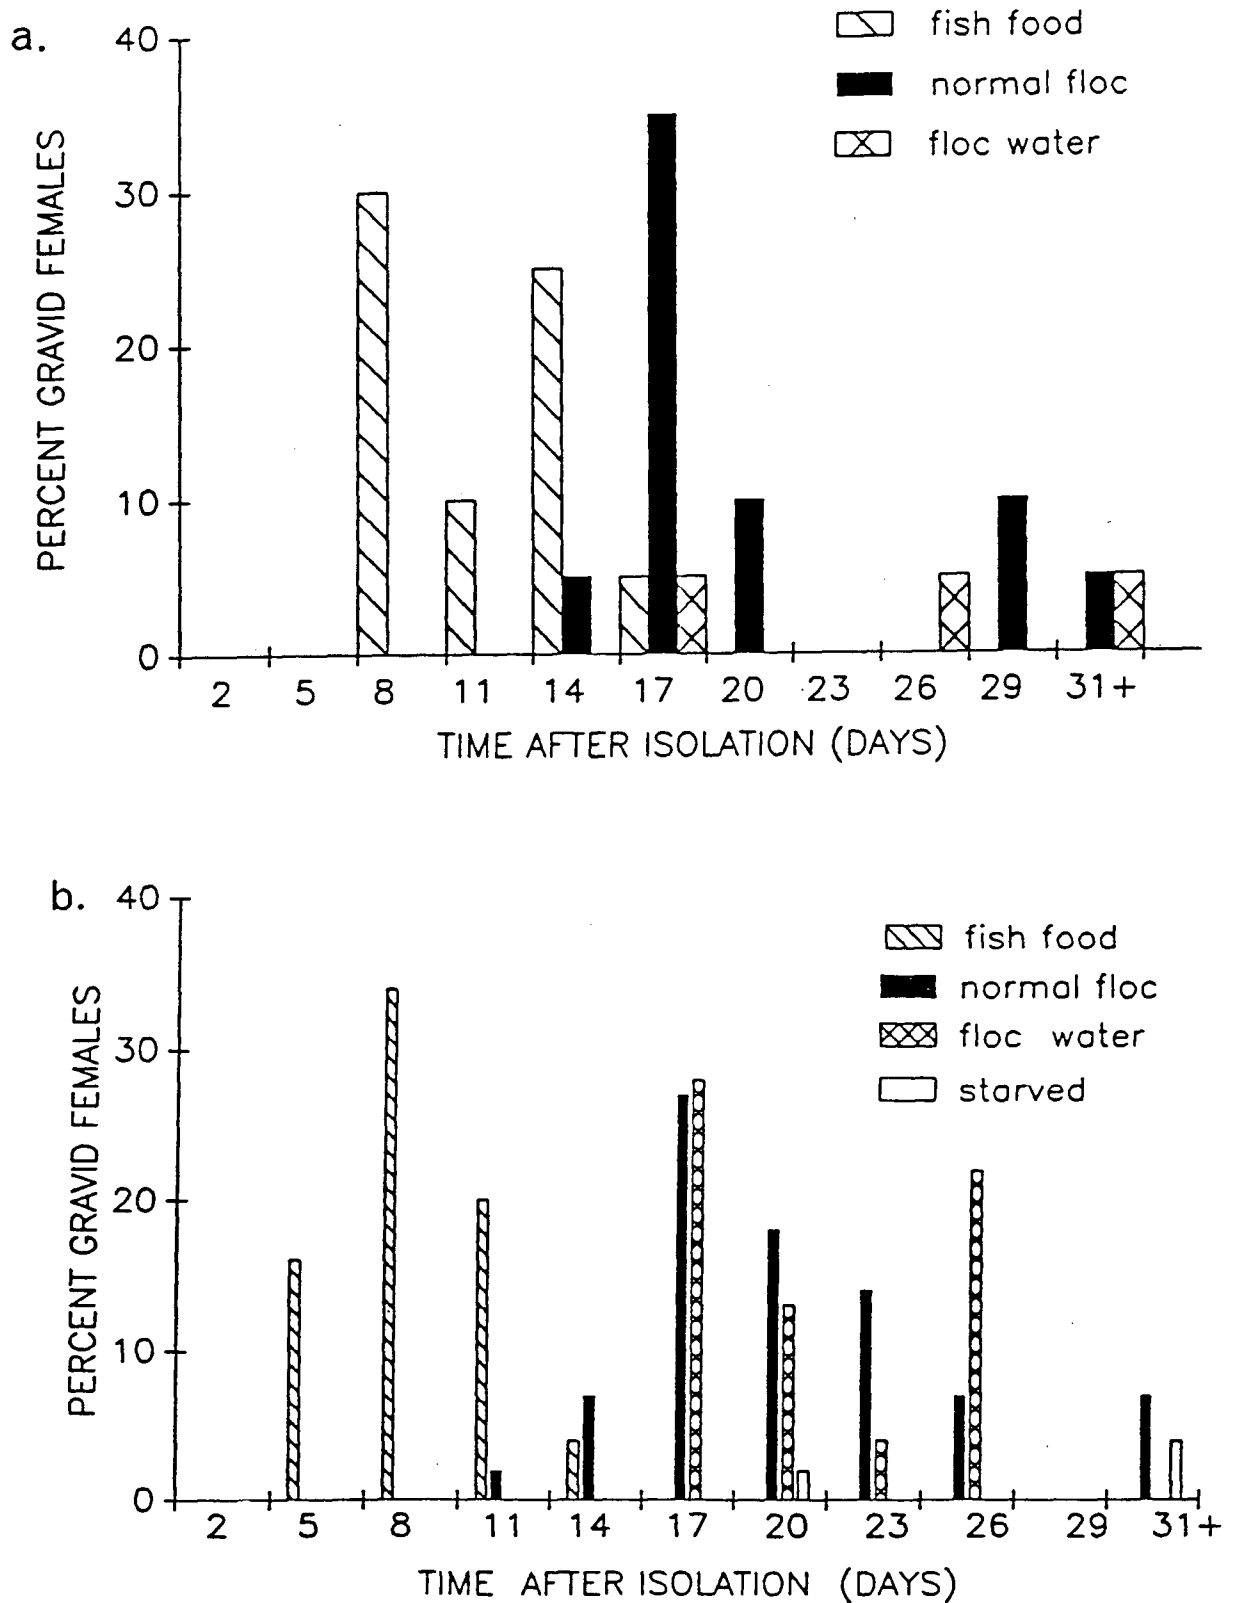 a.
fish food
normal floc
floc water
PERCENT GRAVID FEMALES
40
30
20
10
0
2 5 8 11 14 17 20 23 26 29 31+
TIME AFTER ISOLATION (DAYS)
b.
fish food
normal floc
floc water
starved
PERCENT GRAVID FEMALES
40
30
20
10
0
2 5 8 11 14 17 20 23 26 29 31+
TIME AFTER ISOLATION (DAYS)